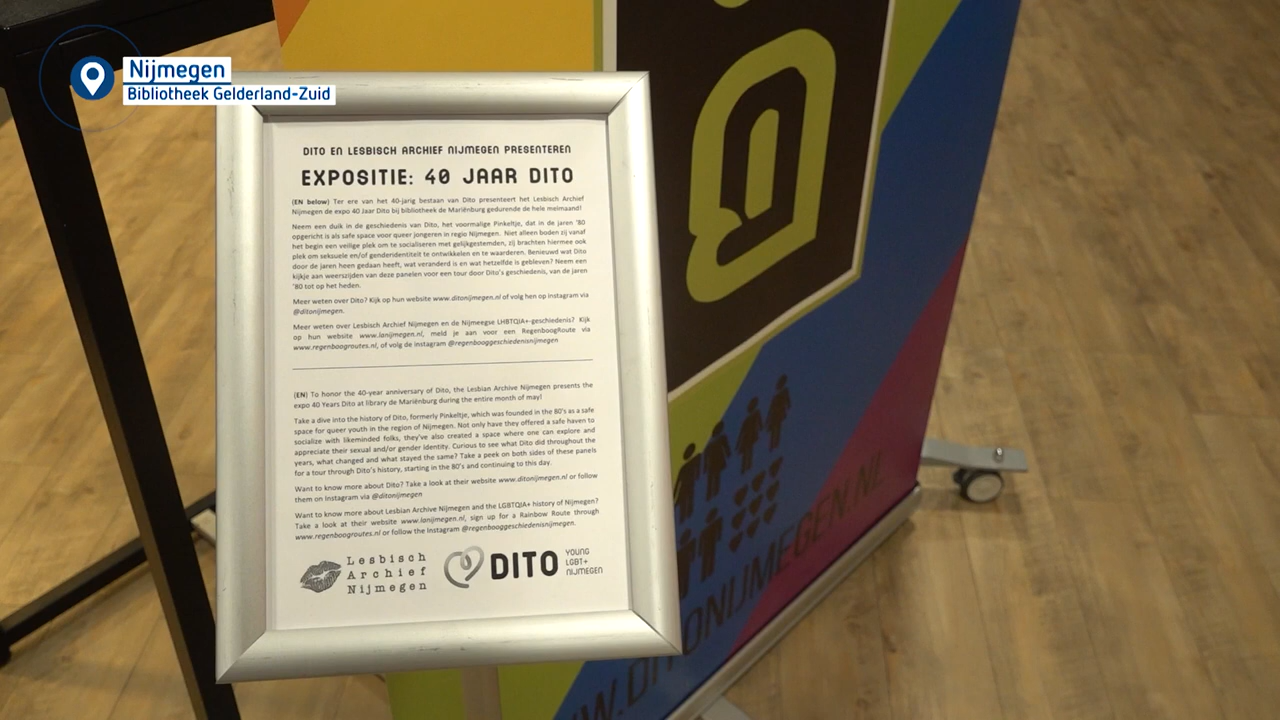 Nijmegen
Bibliotheek Gelderland-Zuid
DITO EN LESBISCH ARCHIEF NIJMEGEN PRESENTEREN
EXPOSITIE: 40 JAAR DITO
(EN below) Ter ere van het 40-jarig bestaan van Dito presenteert het Lesbisch Archief
Nijmegen de expo 40 Jaar Dito bij bibliotheek de Mariënburg gedurende de hele meimaand!
Neem een duik in de geschiedenis van Dito, het voormalige Pinkeltje, dat in de jaren '80
opgericht is als safe space voor queer jongeren in regio Nijmegen. Niet alleen boden zij vanaf
het begin een veilige plek om te socialiseren met gelijkgestemden, zij brachten hiermee ook
plek om seksuele en/of genderidentiteit te ontwikkelen en te waarderen. Benieuwd wat Dito
door de jaren heen gedaan heeft, wat veranderd is en wat hetzelfde is gebleven? Neem een
kijkje aan weerszijden van deze panelen voor een tour door Dito's geschiedenis, van de jaren
'80 tot op het heden.
Meer weten over Dito? Kijk op hun website www.ditonijmegen.nl of volg hen op Instagram via
@ditonijmegen.
Meer weten over Lesbisch Archief Nijmegen en de Nijmeegse LHBTQIA+-geschiedenis? Kijk
op hun website www.lanijmegen.nl, meld je aan voor een RegenboogRoute via
www.regenboogroutes.nl, of volg de instagram @regenbooggeschiedenisnijmegen
(EN) To honor the 40-year anniversary of Dito, the Lesbian Archive Nijmegen presents the
expo 40 Years Dito at library de Mariënburg during the entire month of may!
Take a dive into the history of Dito, formerly Pinkeltje, which was founded in the 80's as a safe
space for queer youth in the region of Nijmegen. Not only have they offered a safe haven to
socialize with likeminded folks, they've also created a space where one can explore and
appreciate their sexual and/or gender identity. Curious to see what Dito did throughout the
years, what changed and what stayed the same? Take a peek on both sides of these panels
for a tour through Dito's history, starting in the 80's and continuing to this day.
Want to know more about Dito? Take a look at their website www.ditonijmegen.nl or follow
them on Instagram via @ditonijmegen
Want to know more about Lesbian Archive Nijmegen and the LGBTQIA+ history of Nijmegen?
Take a look at their website www.lanijmegen.nl, sign up for a Rainbow Route through
www.regenboogroutes.nl or follow the Instagram @regenbooggeschiedenisnijmegen.
Lesbisch
Archief
Nijmegen
DITO
YOUNG
LGBT+
NIJMEGEN
WWW.DITONIJMEGEN.NL